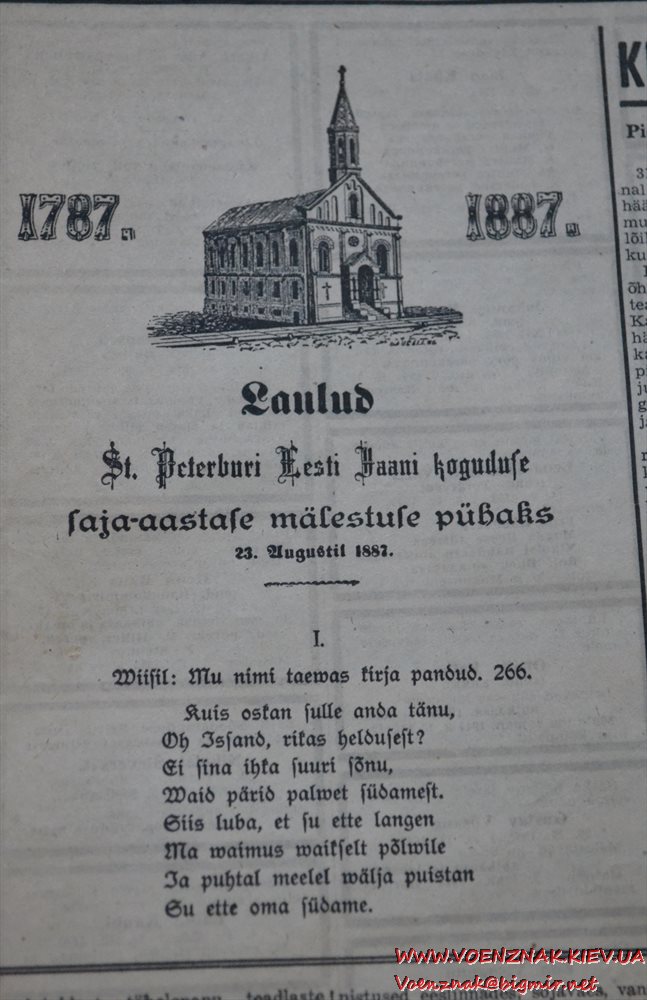 1787.
1887.
Laulud
St. Peterburi Eesti Jaani koguduse
saja-aastase mälestuse pühaks
23. Augustil 1887.
I.
Wiisil: Mu nimi taewas kirja pandud. 266.
Kuis oskan sulle anda tänu,
Oh Issand, rikas heldusest?
Ei sina ihka suuri sõnu,
Waid pärid palwet südamest.
Siis luba, et su ette langen
Ma waimus waikselt põlwile
Ja puhtal meelel wälja puistan
Su ette oma südame.
WWW.VOENZNAK.KIEV.UA
Voenznak@bigmir.net